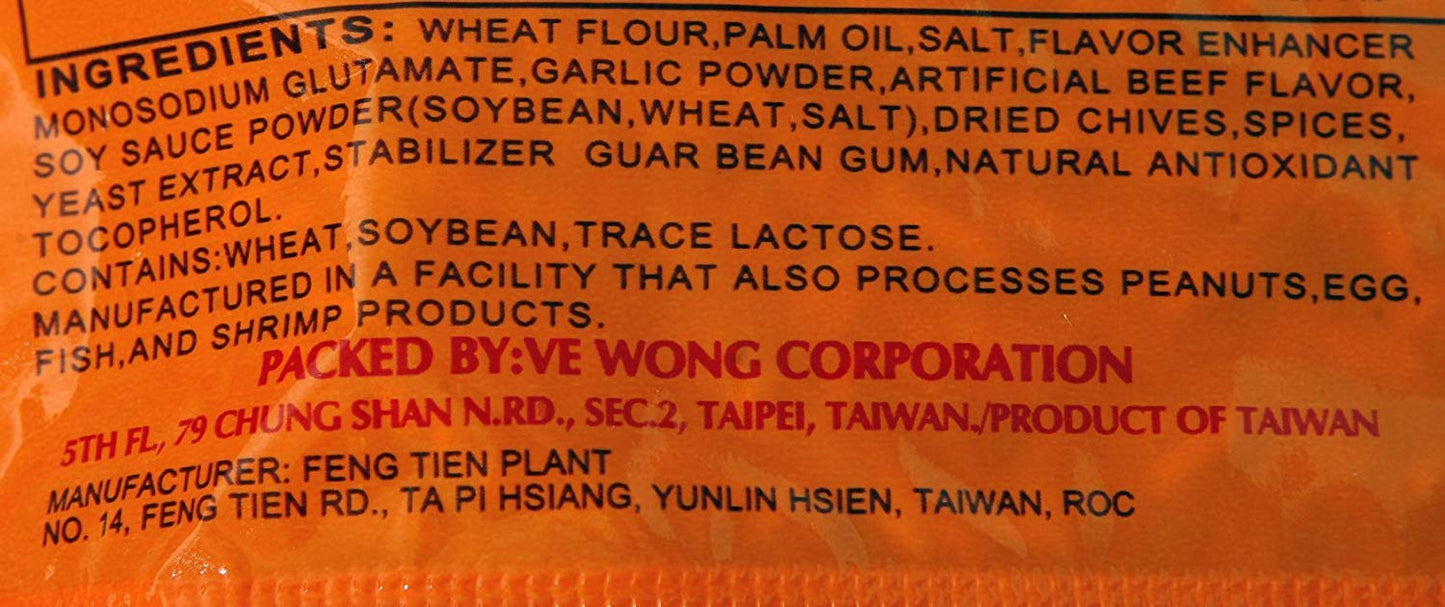 INGREDIENTS: WHEAT FLOUR,PALM OIL,SALT,FLAVOR ENHANCER
MONOSODIUM GLUTAMATE,GARLIC POWDER,ARTIFICIAL BEEF FLAVOR,
SOY SAUCE POWDER(SOYBEAN,WHEAT,SALT),DRIED CHIVES,SPICES,
YEAST EXTRACT,STABILIZER GUAR BEAN GUM,NATURAL ANTIOXIDANT
TOCOPHEROL.
CONTAINS:WHEAT,SOYBEAN,TRACE LACTOSE.
MANUFACTURED IN A FACILITY THAT ALSO PROCESSES PEANUTS,EGG,
FISH,AND SHRIMP PRODUCTS.
PACKED BY:VE WONG CORPORATION
5TH FL, 79 CHUNG SHAN N.RD., SEC.2, TAIPEI, TAIWAN./PRODUCT OF TAIWAN
MANUFACTURER: FENG TIEN PLANT
NO. 14, FENG TIEN RD., TA PI HSIANG, YUNLIN HSIEN, TAIWAN, ROC